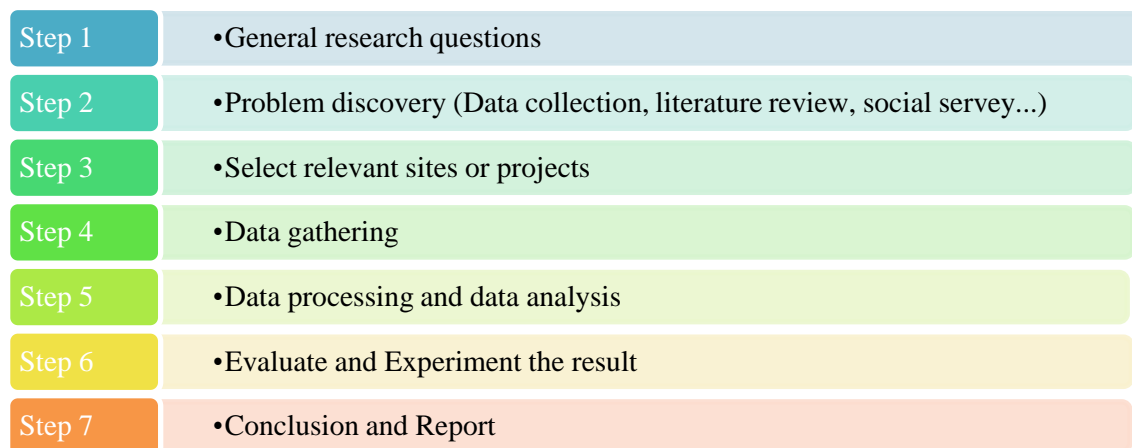 Step 1 •General research questions
Step 2 •Problem discovery (Data collection, literature review, social servey...)
Step 3 •Select relevant sites or projects
Step 4 •Data gathering
Step 5 •Data processing and data analysis
Step 6 •Evaluate and Experiment the result
Step 7 •Conclusion and Report